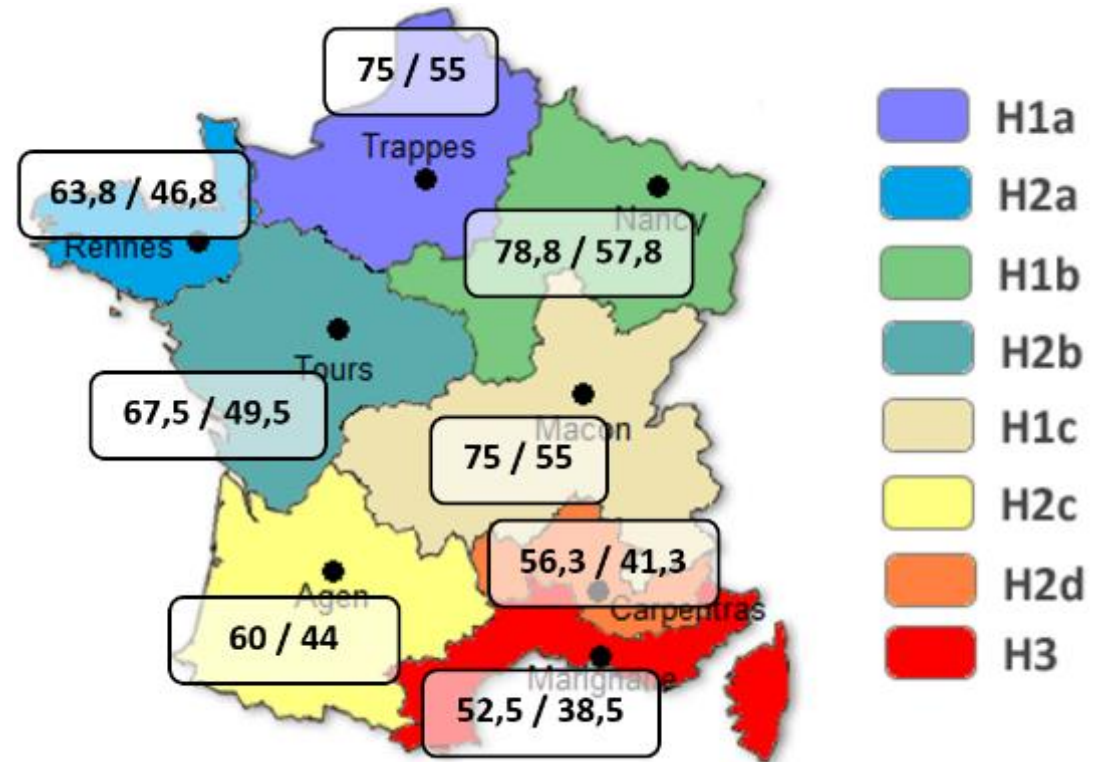 75 / 55
Trappes
63,8 / 46,8
Rennes
Nancy
78,8 / 57,8
Tours
67,5 / 49,5
Macon
75 / 55
56,3 / 41,3
Carpentras
Agen
60 / 44
Marignane
52,5 / 38,5
H1a
H2a
H1b
H2b
H1c
H2c
H2d
H3